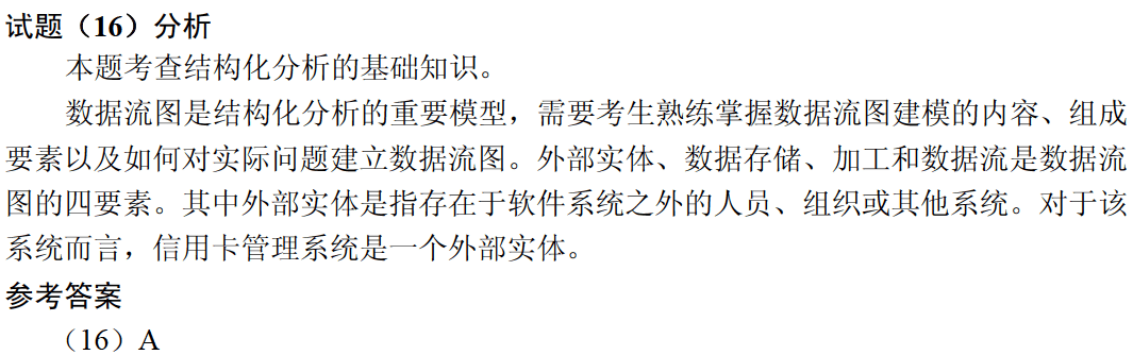 试题（16）分析
本题考查结构化分析的基础知识。
数据流图是结构化分析的重要模型，需要考生熟练掌握数据流图建模的内容、组成
要素以及如何对实际问题建立数据流图。外部实体、数据存储、加工和数据流是数据流
图的四要素。其中外部实体是指存在于软件系统之外的人员、组织或其他系统。对于该
系统而言，信用卡管理系统是一个外部实体。
参考答案
（16）A